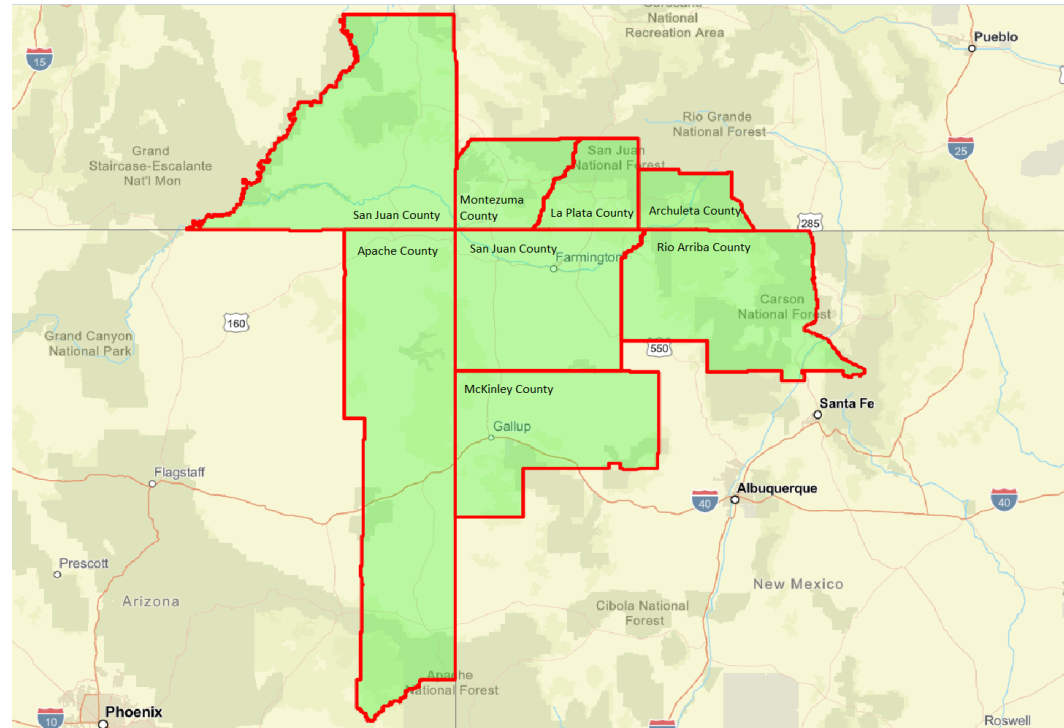 Gunnison
National
Recreation Area
Pueblo
15
Rio Grande
National Forest
Grand
Staircase-Escalante
Nat'l Mon
San Juan
National Forest
25
Montezuma
County
San Juan County
La Plata County
Archuleta County
285
Apache County
San Juan County
Rio Arriba County
Farmington
Carson
National Forest
160
Grand Canyon
National Park
550
McKinley County
Santa Fe
Gallup
Flagstaff
Albuquerque
40
40
Prescott
New Mexico
Arizona
Cibola National
Forest
Apache
National Forest
Phoenix
10
Roswell